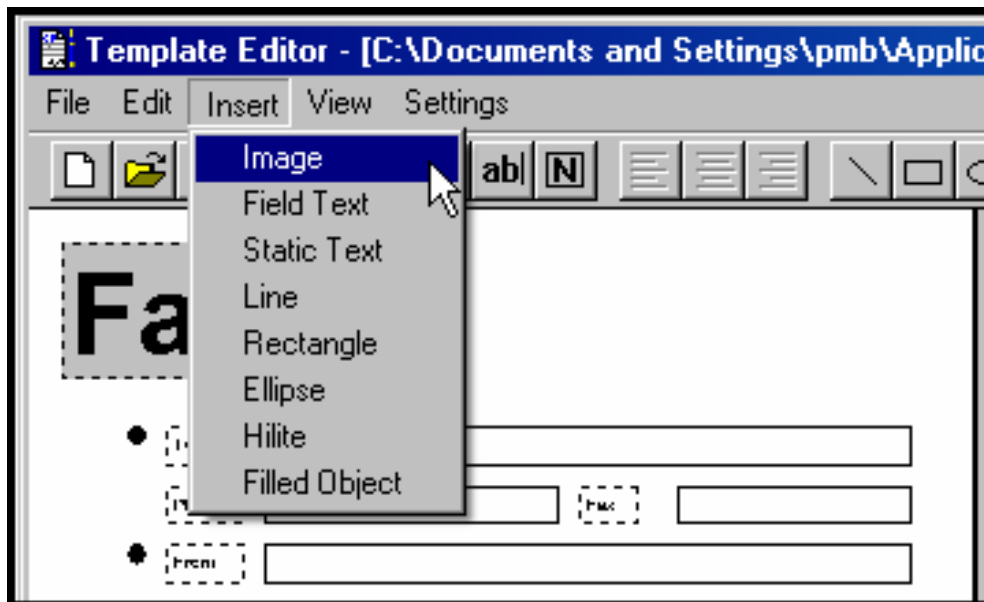 Template Editor - [C:\Documents and Settings\pmb\Applic
File Edit Insert View Settings
Image
ab| N
Field Text
Static Text
Fa
Line
Rectangle
Ellipse
Hilite
Filled Object
Fax
From